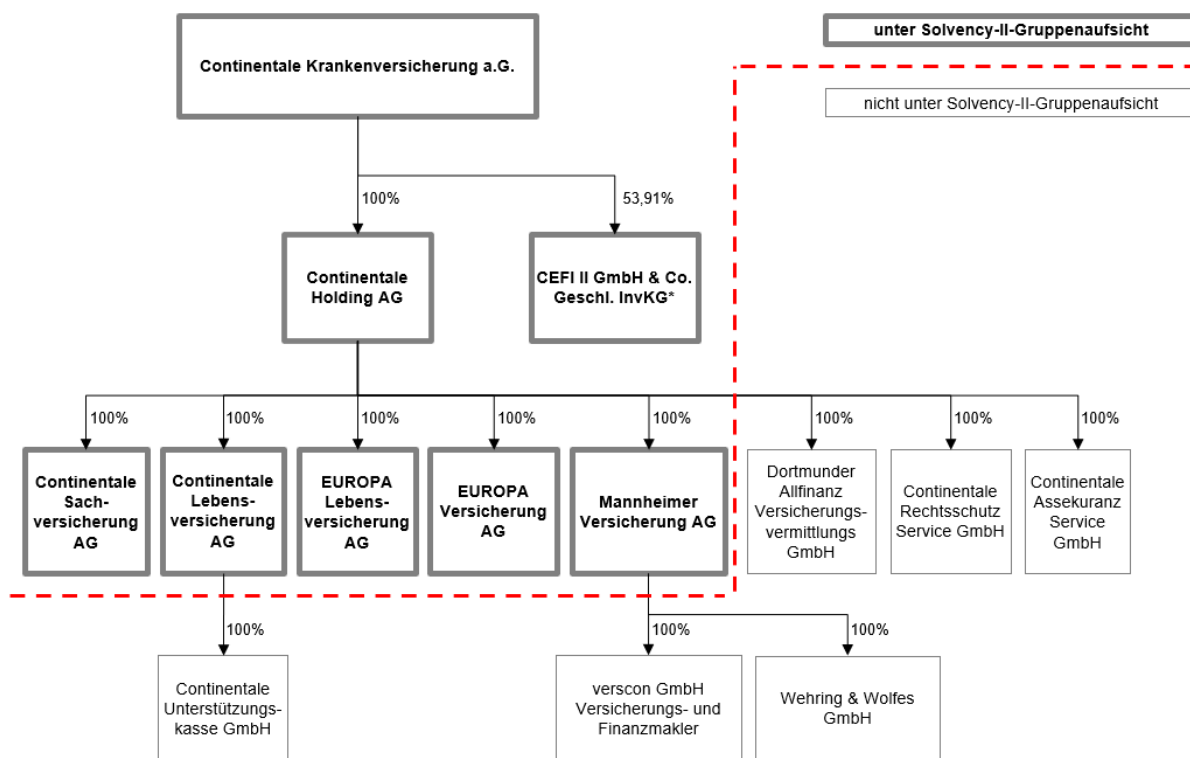 unter Solvency-II-Gruppenaufsicht
Continentale Krankenversicherung a.G.
nicht unter Solvency-II-Gruppenaufsicht
100%
53,91%
Continentale
Holding AG
CEFI II GmbH & Co.
Geschl. InvKG*
100%
100%
100%
100%
100%
100%
100%
100%
Continentale
Sach-
versicherung
AG
Continentale
Lebens-
versicherung
AG
EUROPA
Lebens-
versicherung
AG
EUROPA
Versicherung
AG
Mannheimer
Versicherung AG
Dortmunder
Allfinanz
Versicherungs-
vermittlungs
GmbH
Continentale
Rechtsschutz
Service GmbH
Continentale
Assekuranz
Service
GmbH
100%
100%
100%
Continentale
Unterstützungs-
kasse GmbH
verscon GmbH
Versicherungs- und
Finanzmakler
Wehring & Wolfes
GmbH